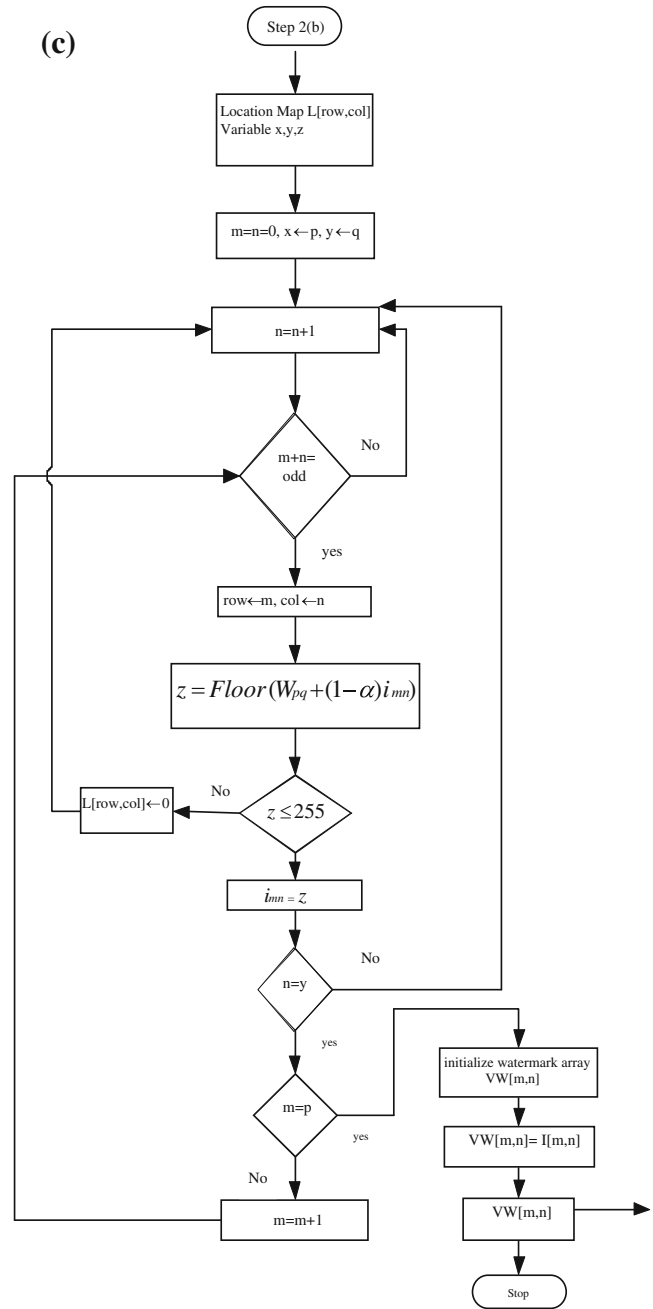 (c)
Step 2(b)
Location Map L[row,col]
Variable x,y,z
m=n=0, x←p, y←q
n=n+1
m+n=
odd
No
yes
row←m, col←n
z = Floor(Wpq + (1−α)imn)
L[row,col]←0
No
z ≤ 255
imn = z
n=y
No
yes
m=p
yes
No
m=m+1
initialize watermark array
VW[m,n]
VW[m,n]= I[m,n]
VW[m,n]
Stop